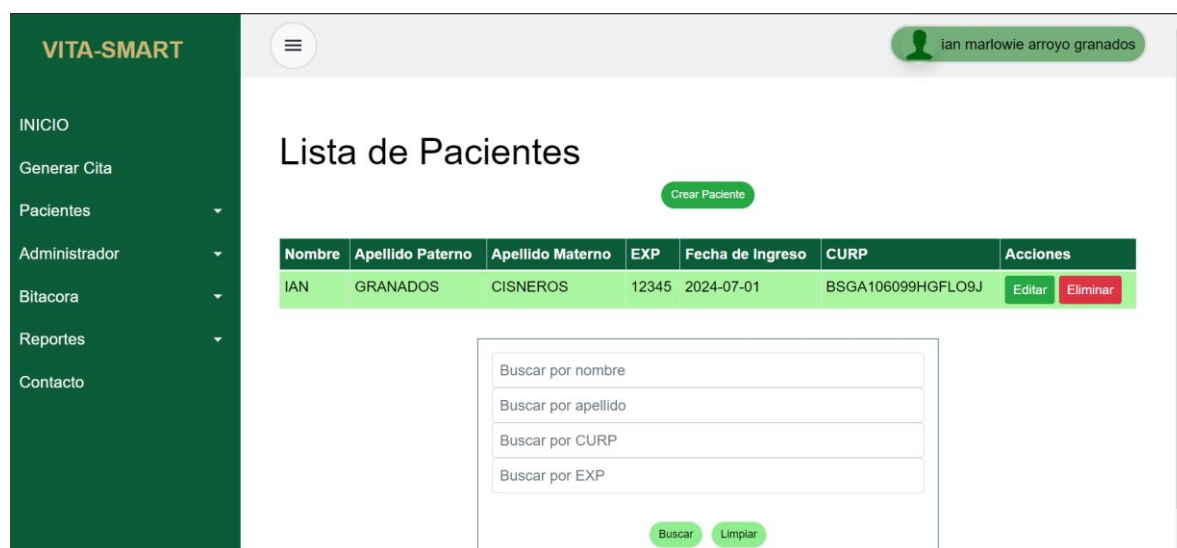 VITA-SMART
ian marlowie arroyo granados
INICIO
Generar Cita
Pacientes
Administrador
Bitacora
Reportes
Contacto
Lista de Pacientes
Crear Paciente
Nombre Apellido Paterno Apellido Materno EXP Fecha de Ingreso CURP Acciones
IAN GRANADOS CISNEROS 12345 2024-07-01 BSGA106099HGFLO9J Editar Eliminar
Buscar por nombre
Buscar por apellido
Buscar por CURP
Buscar por EXP
Buscar Limpiar